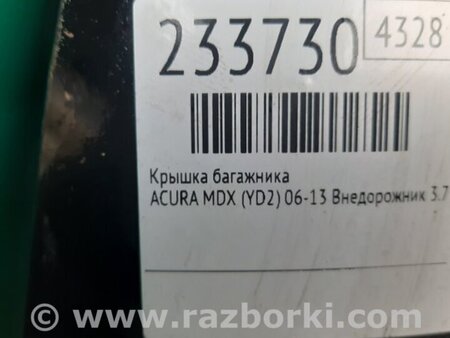 233730 4328
Крышка багажника
ACURA MDX (YD2) 06-13 Внедорожник 3.7
© www.razborki.com